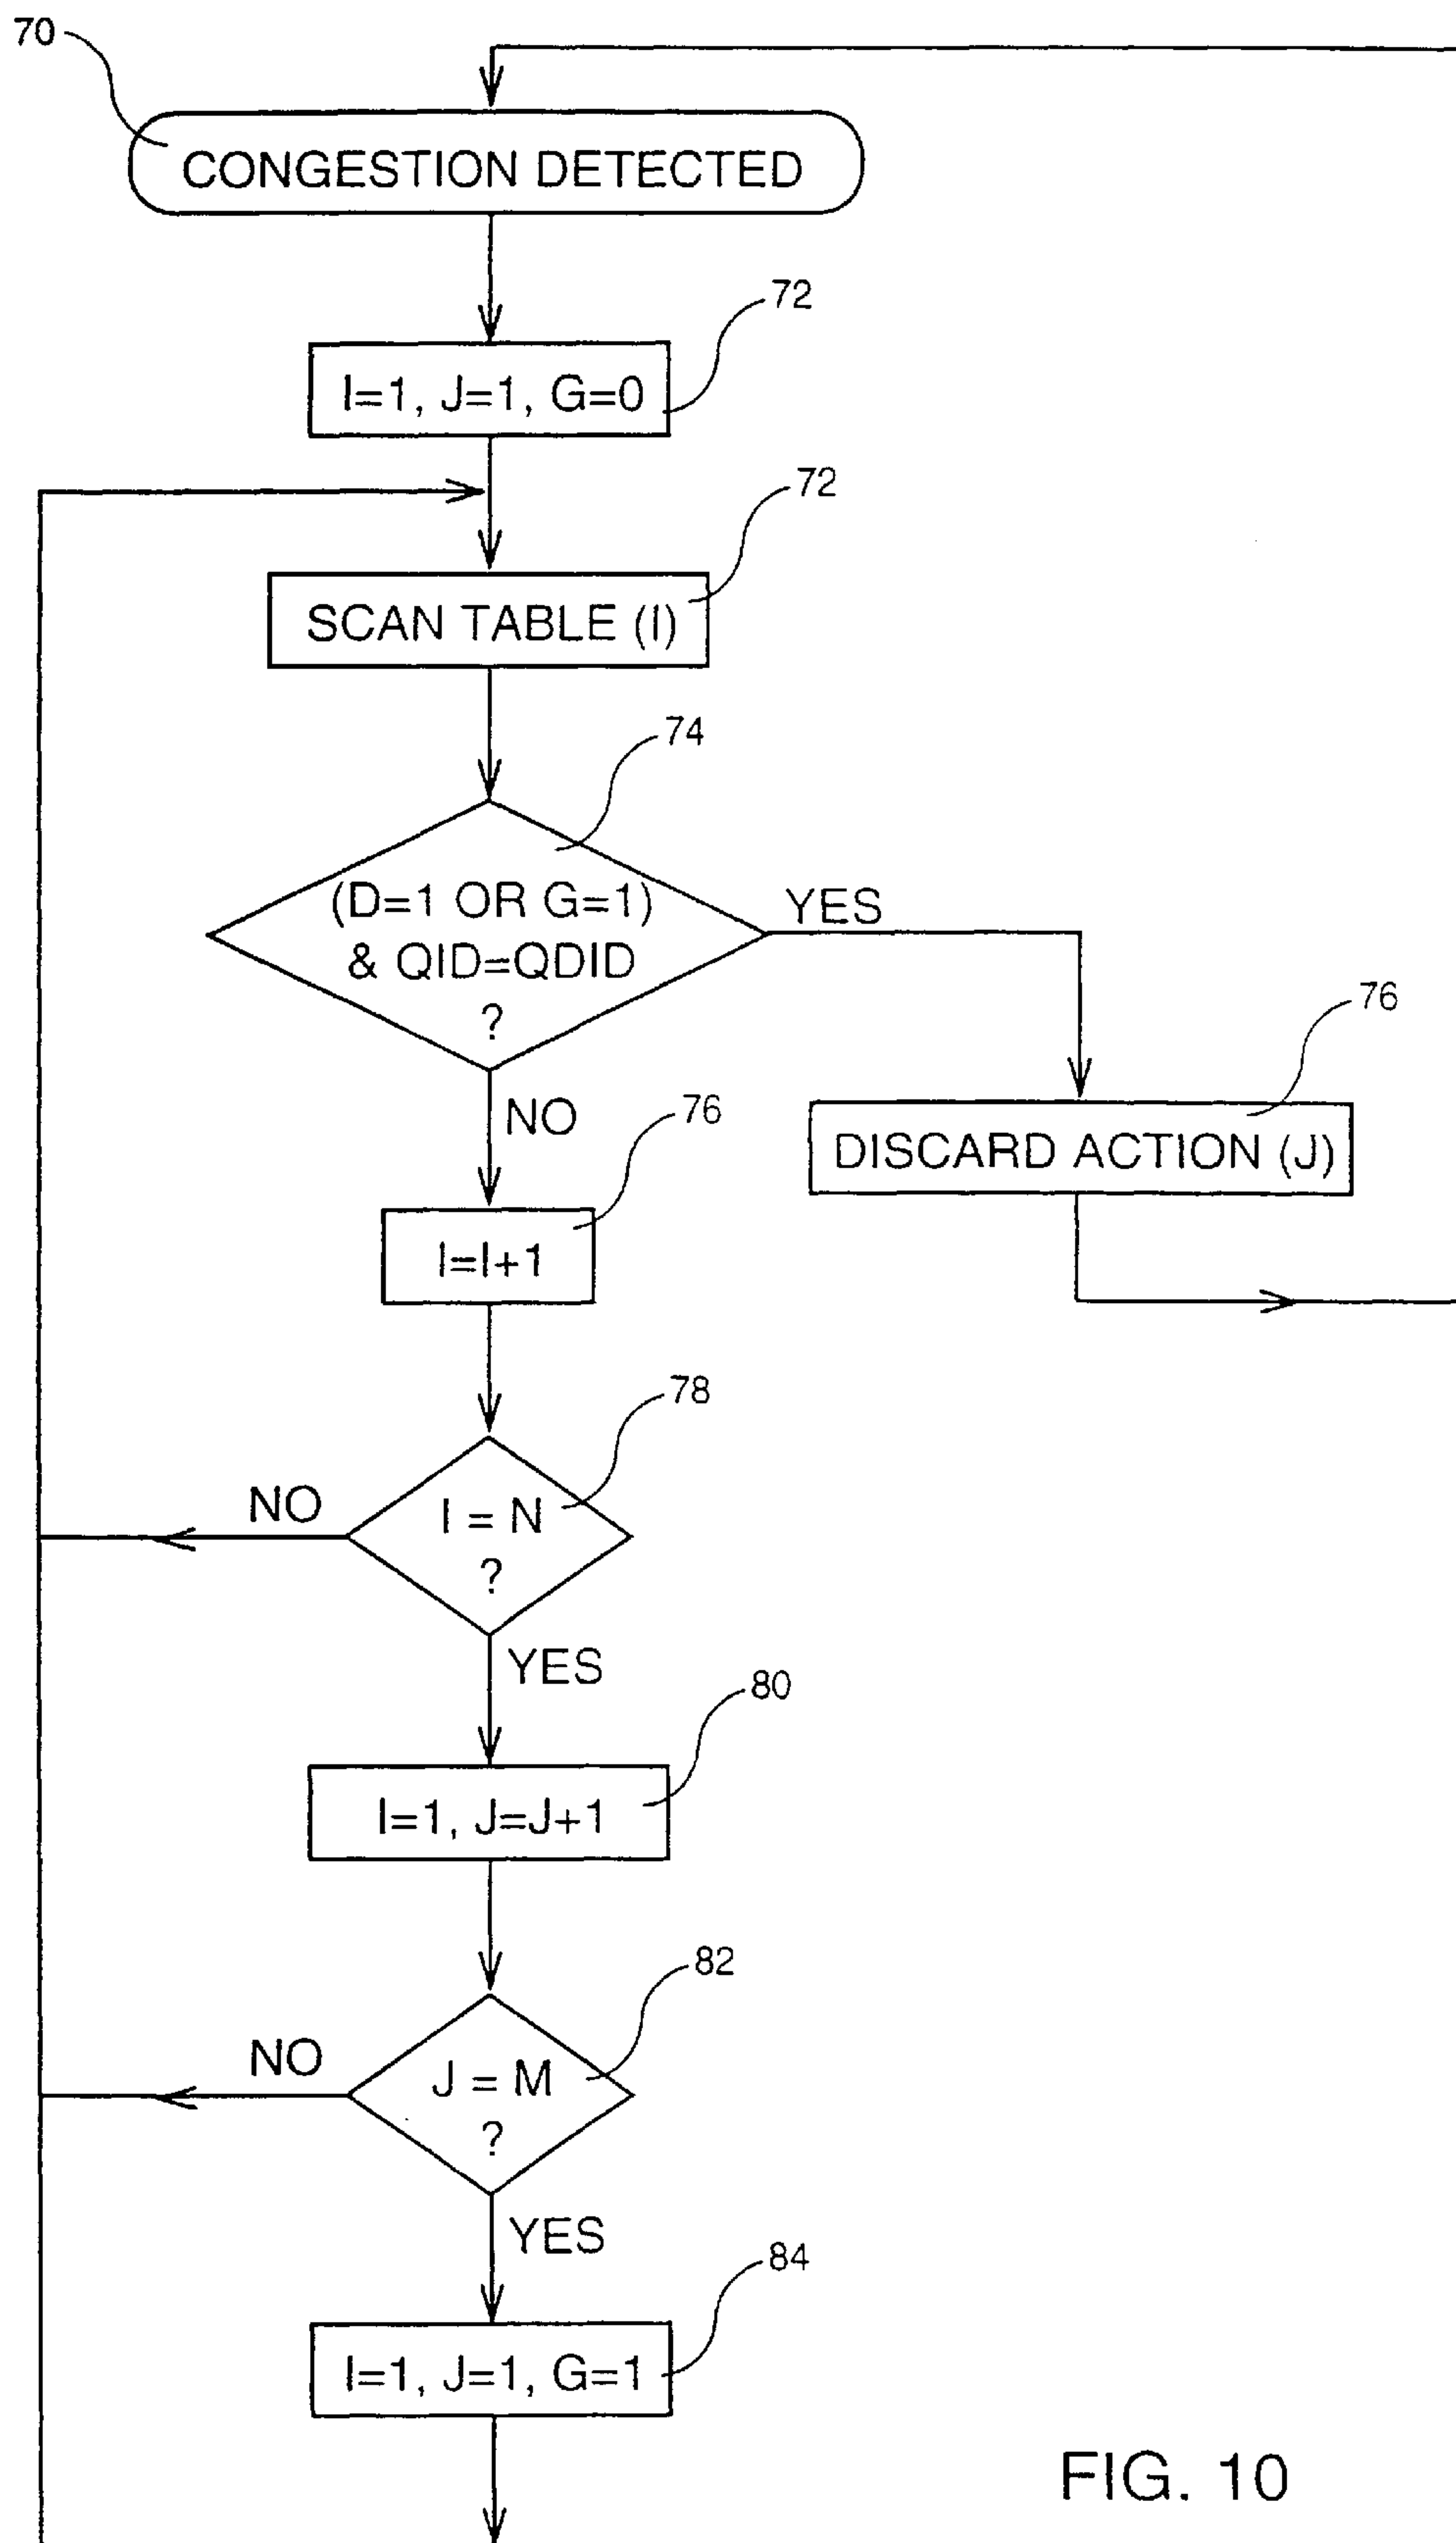 70
CONGESTION DETECTED
72
I=1, J=1, G=0
72
SCAN TABLE (I)
74
(D=1 OR G=1)
& QID=QDID
?
YES
76
DISCARD ACTION (J)
NO
76
I=I+1
78
I = N
?
NO
YES
80
I=1, J=J+1
82
J = M
?
NO
YES
84
I=1, J=1, G=1
FIG. 10